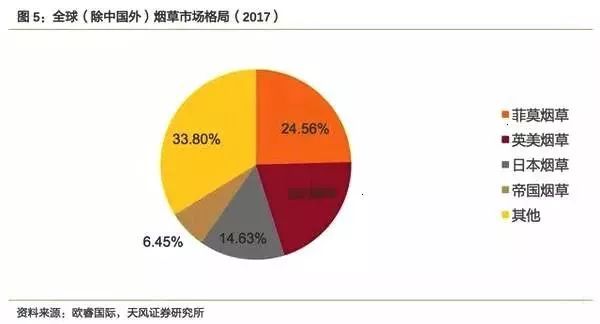 图 5：全球（除中国外）烟草市场格局（2017）
33.80%
24.56%
6.45%
14.63%
菲莫烟草
英美烟草
日本烟草
帝国烟草
其他
资料来源：欧睿国际，天风证券研究所